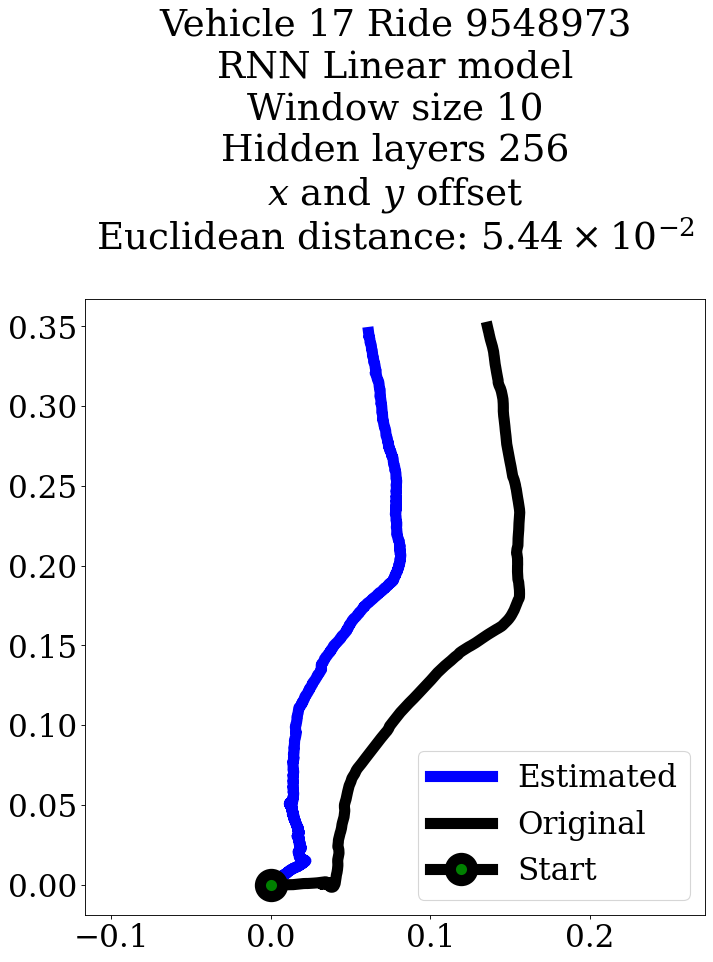 Vehicle 17 Ride 9548973
RNN Linear model
Window size 10
Hidden layers 256
x and y offset
Euclidean distance: 5.44 × 10⁻²
0.35
0.30
0.25
0.20
0.15
0.10
0.05
0.00
−0.1
0.0
0.1
0.2
Estimated
Original
Start